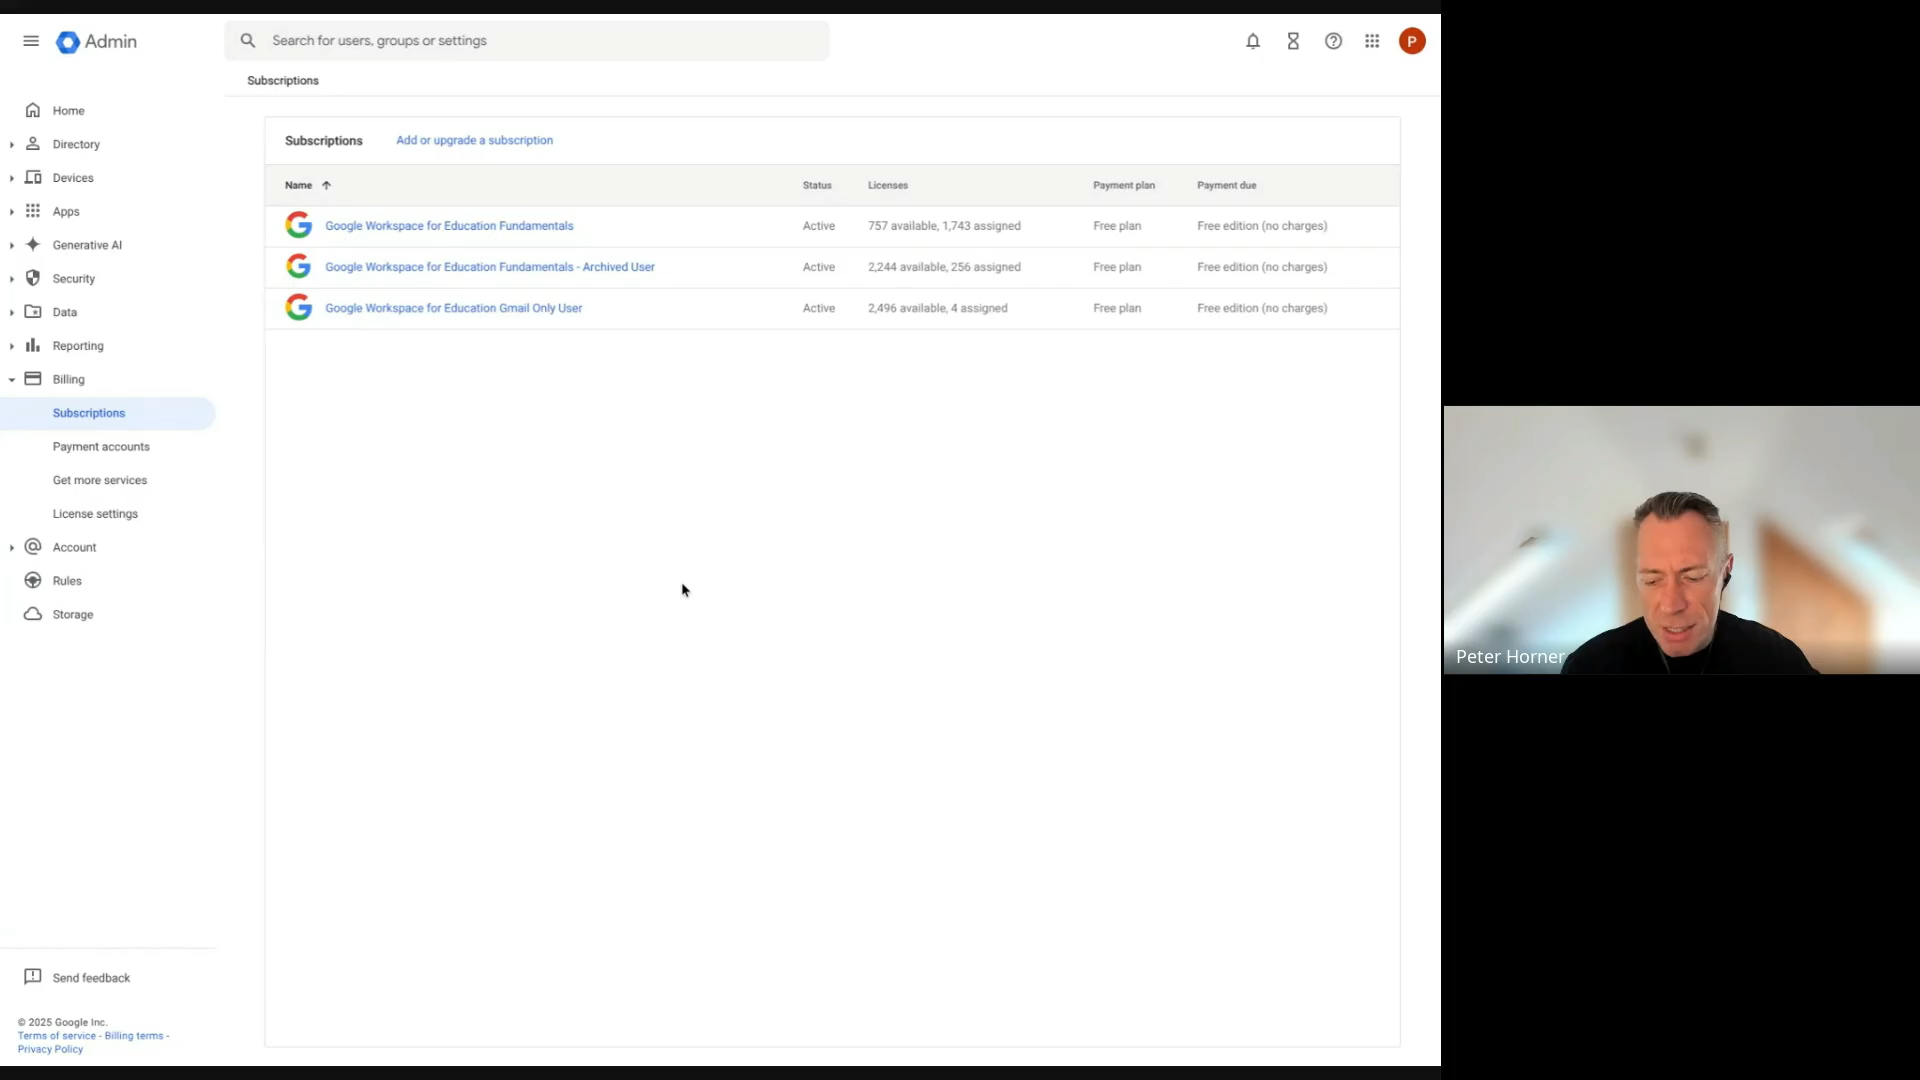 Admin
Search for users, groups or settings
P
Subscriptions
Home
Directory
Devices
Apps
Generative AI
Security
Data
Reporting
Billing
Subscriptions
Payment accounts
Get more services
License settings
Account
Rules
Storage
Send feedback
© 2025 Google Inc.
Terms of service - Billing terms -
Privacy Policy
Subscriptions Add or upgrade a subscription
Name Status Licenses Payment plan Payment due
Google Workspace for Education Fundamentals Active 757 available, 1,743 assigned Free plan Free edition (no charges)
Google Workspace for Education Fundamentals - Archived User Active 2,244 available, 256 assigned Free plan Free edition (no charges)
Google Workspace for Education Gmail Only User Active 2,496 available, 4 assigned Free plan Free edition (no charges)
Peter Horner